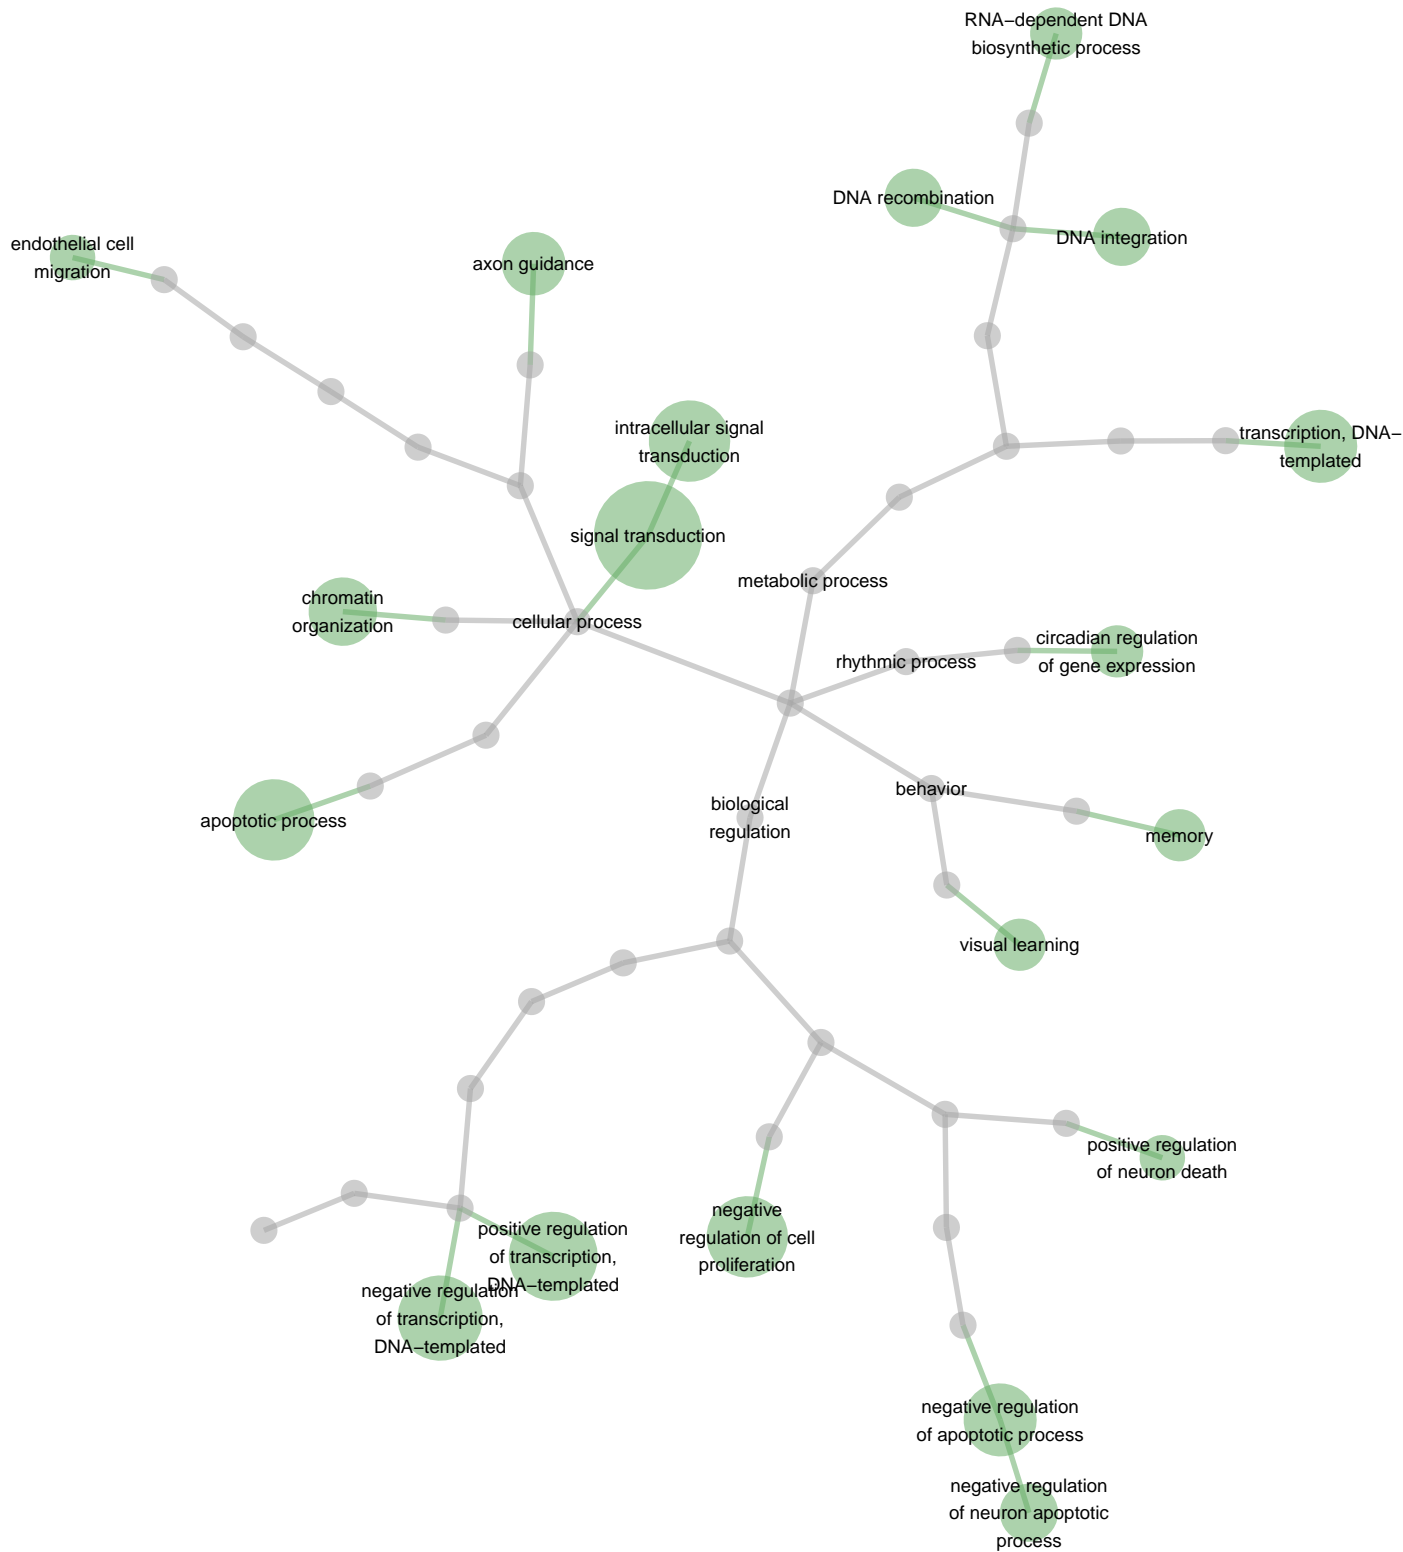 RNA−dependent DNA
biosynthetic process
DNA recombination
DNA integration
endothelial cell
migration
axon guidance
intracellular signal
transduction
transcription, DNA−
templated
signal transduction
metabolic process
chromatin
organization
cellular process
circadian regulation
of gene expression
rhythmic process
behavior
biological
regulation
apoptotic process
memory
visual learning
positive regulation
of neuron death
negative
regulation of cell
proliferation
positive regulation
of transcription,
DNA−templated
negative regulation
of transcription,
DNA−templated
negative regulation
of apoptotic process
negative regulation
of neuron apoptotic
process